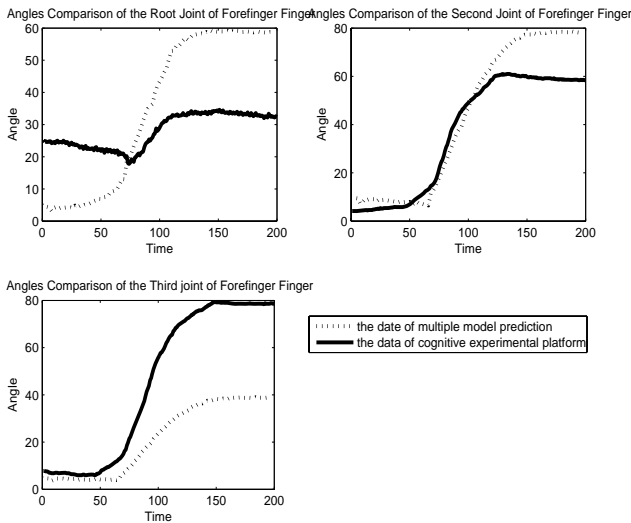 Angles Comparison of the Root Joint of Forefinger Finger
60
50
40
30
20
10
0
Angle
0 50 100 150 200
Time
Angles Comparison of the Second Joint of Forefinger Finger
80
60
40
20
0
Angle
0 50 100 150 200
Time
Angles Comparison of the Third joint of Forefinger Finger
80
60
40
20
0
Angle
0 50 100 150 200
Time
the date of multiple model prediction
the data of cognitive experimental platform